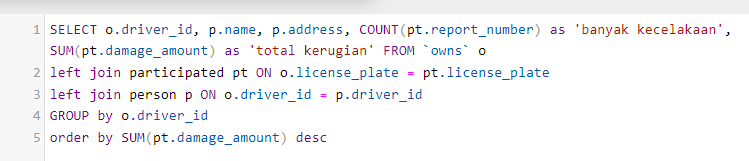 1 SELECT o.driver_id, p.name, p.address, COUNT(pt.report_number) as 'banyak kecelakaan',
SUM(pt.damage_amount) as 'total kerugian' FROM `owns` o
2 left join participated pt ON o.license_plate = pt.license_plate
3 left join person p ON o.driver_id = p.driver_id
4 GROUP by o.driver_id
5 order by SUM(pt.damage_amount) desc